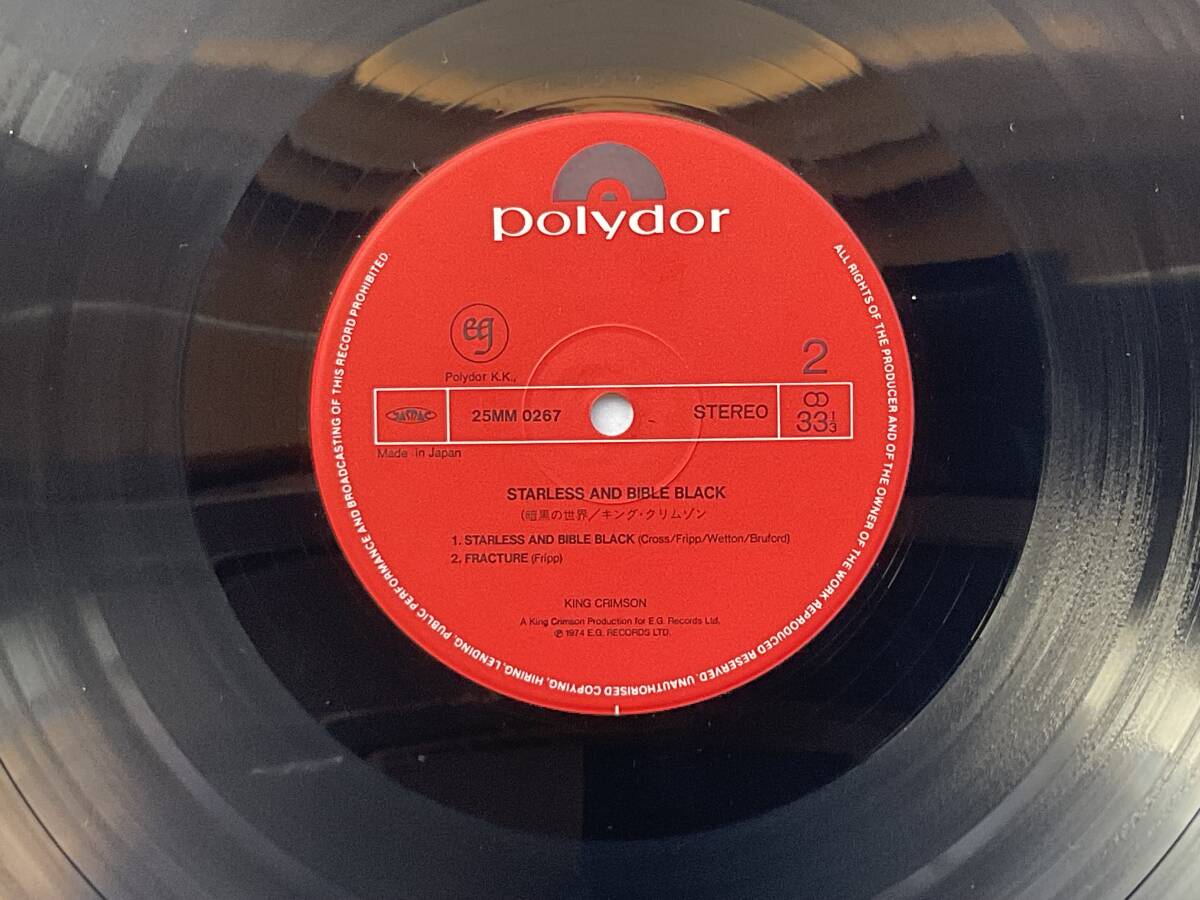 polydor
eg
Polydor K.K.,
2
JASRAC
25MM 0267
STEREO
33 1/3
Made in Japan
STARLESS AND BIBLE BLACK
(暗黒の世界/キング・クリムゾン
1. STARLESS AND BIBLE BLACK (Cross/Fripp/Wetton/Bruford)
2. FRACTURE (Fripp)
KING CRIMSON
A King Crimson Production for E.G. Records Ltd.
℗ 1974 E.G. RECORDS LTD.
ALL RIGHTS OF THE PRODUCER AND OF THE OWNER OF THE WORK REPRODUCED RESERVED. UNAUTHORISED COPYING, HIRING, LENDING, PUBLIC PERFORMANCE AND BROADCASTING OF THIS RECORD PROHIBITED.